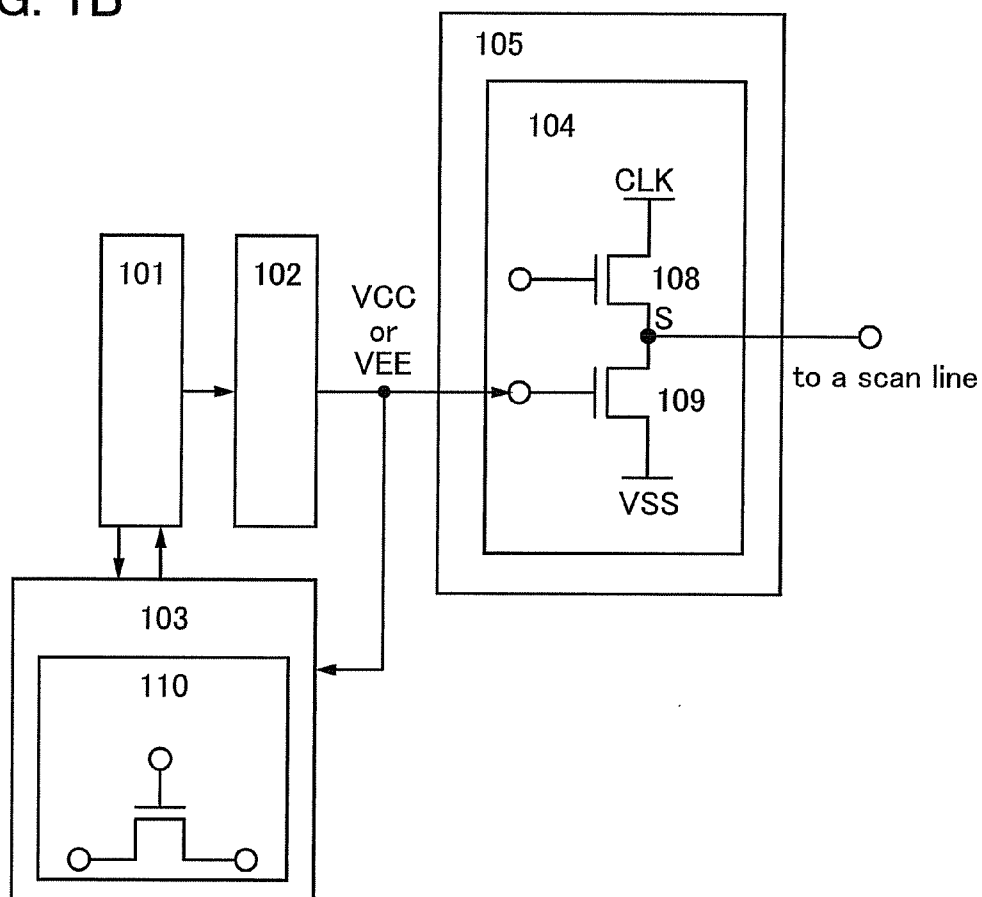 G. 1B
105
104
CLK
101
102
108
VCC
or
VEE
S
to a scan line
109
VSS
103
110